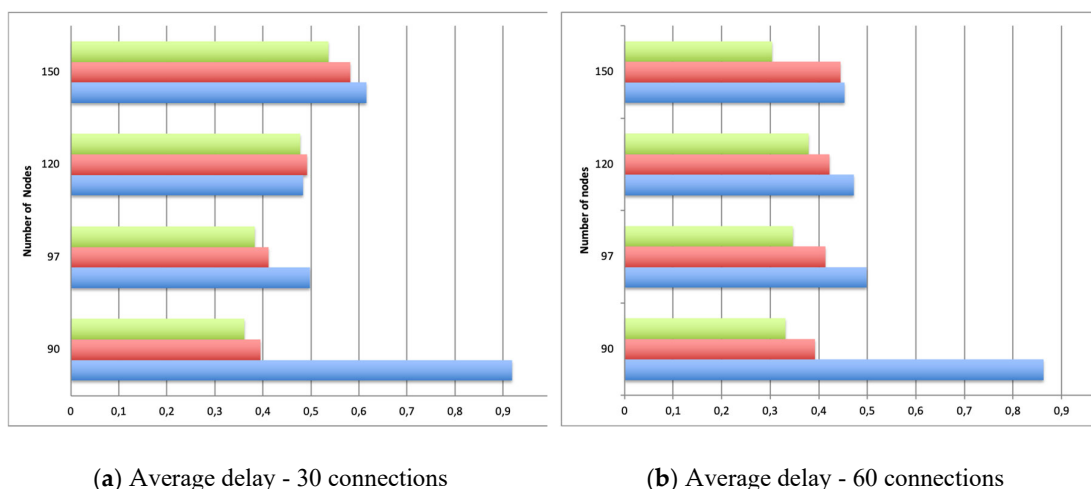 Number of Nodes
150
120
97
90
0 0,1 0,2 0,3 0,4 0,5 0,6 0,7 0,8 0,9
(a) Average delay - 30 connections
Number of nodes
150
120
97
90
0 0,1 0,2 0,3 0,4 0,5 0,6 0,7 0,8 0,9
(b) Average delay - 60 connections